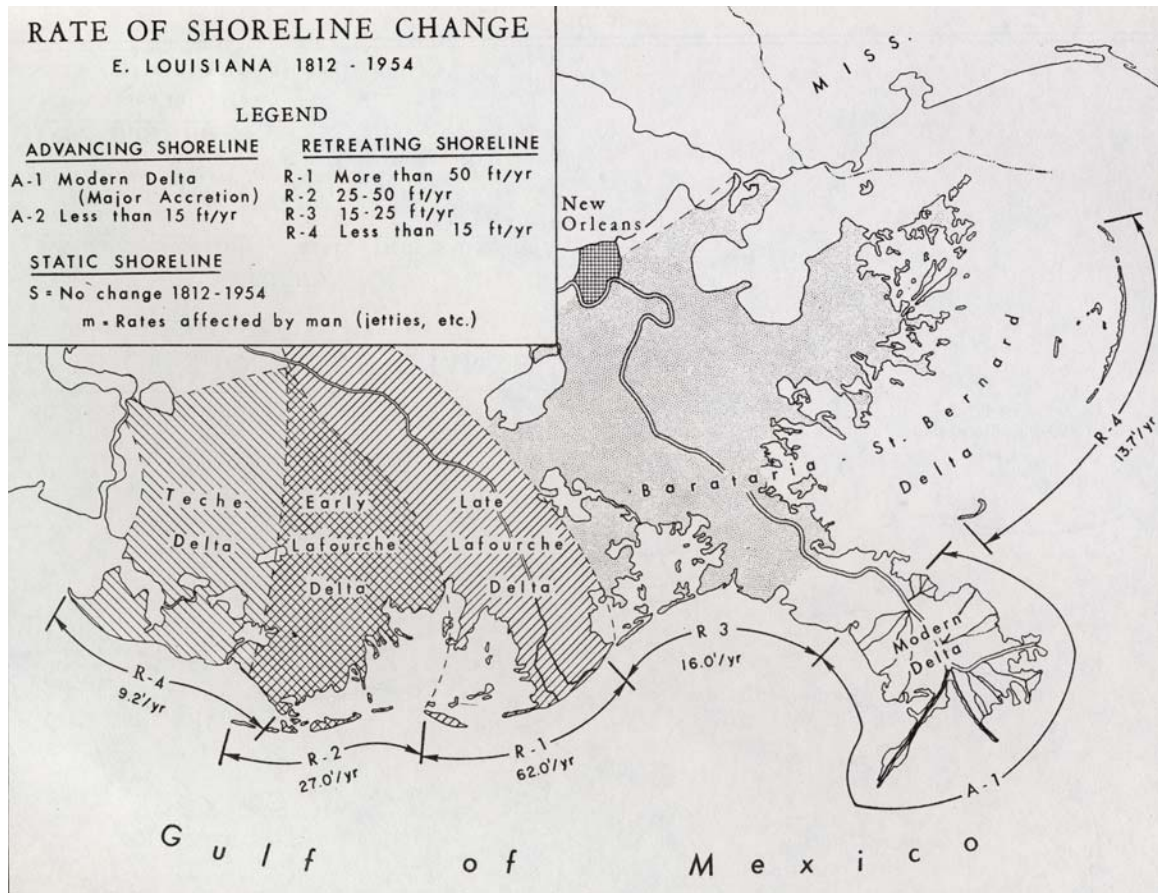 RATE OF SHORELINE CHANGE
E. LOUISIANA 1812 - 1954
LEGEND
ADVANCING SHORELINE
A-1 Modern Delta
(Major Accretion)
A-2 Less than 15 ft/yr
RETREATING SHORELINE
R-1 More than 50 ft/yr
R-2 25-50 ft/yr
R-3 15-25 ft/yr
R-4 Less than 15 ft/yr
STATIC SHORELINE
S = No change 1812-1954
m = Rates affected by man (jetties, etc.)
MISS.
New
Orleans
St. Bernard
Delta
R-4
13.7'/yr
Barataria
Teche
Delta
Early
Lafourche
Delta
Late
Lafourche
Delta
Modern
Delta
R-4
9.2'/yr
R-2
27.0'/yr
R-1
62.0'/yr
R 3
16.0'/yr
A-1
Gulf of Mexico